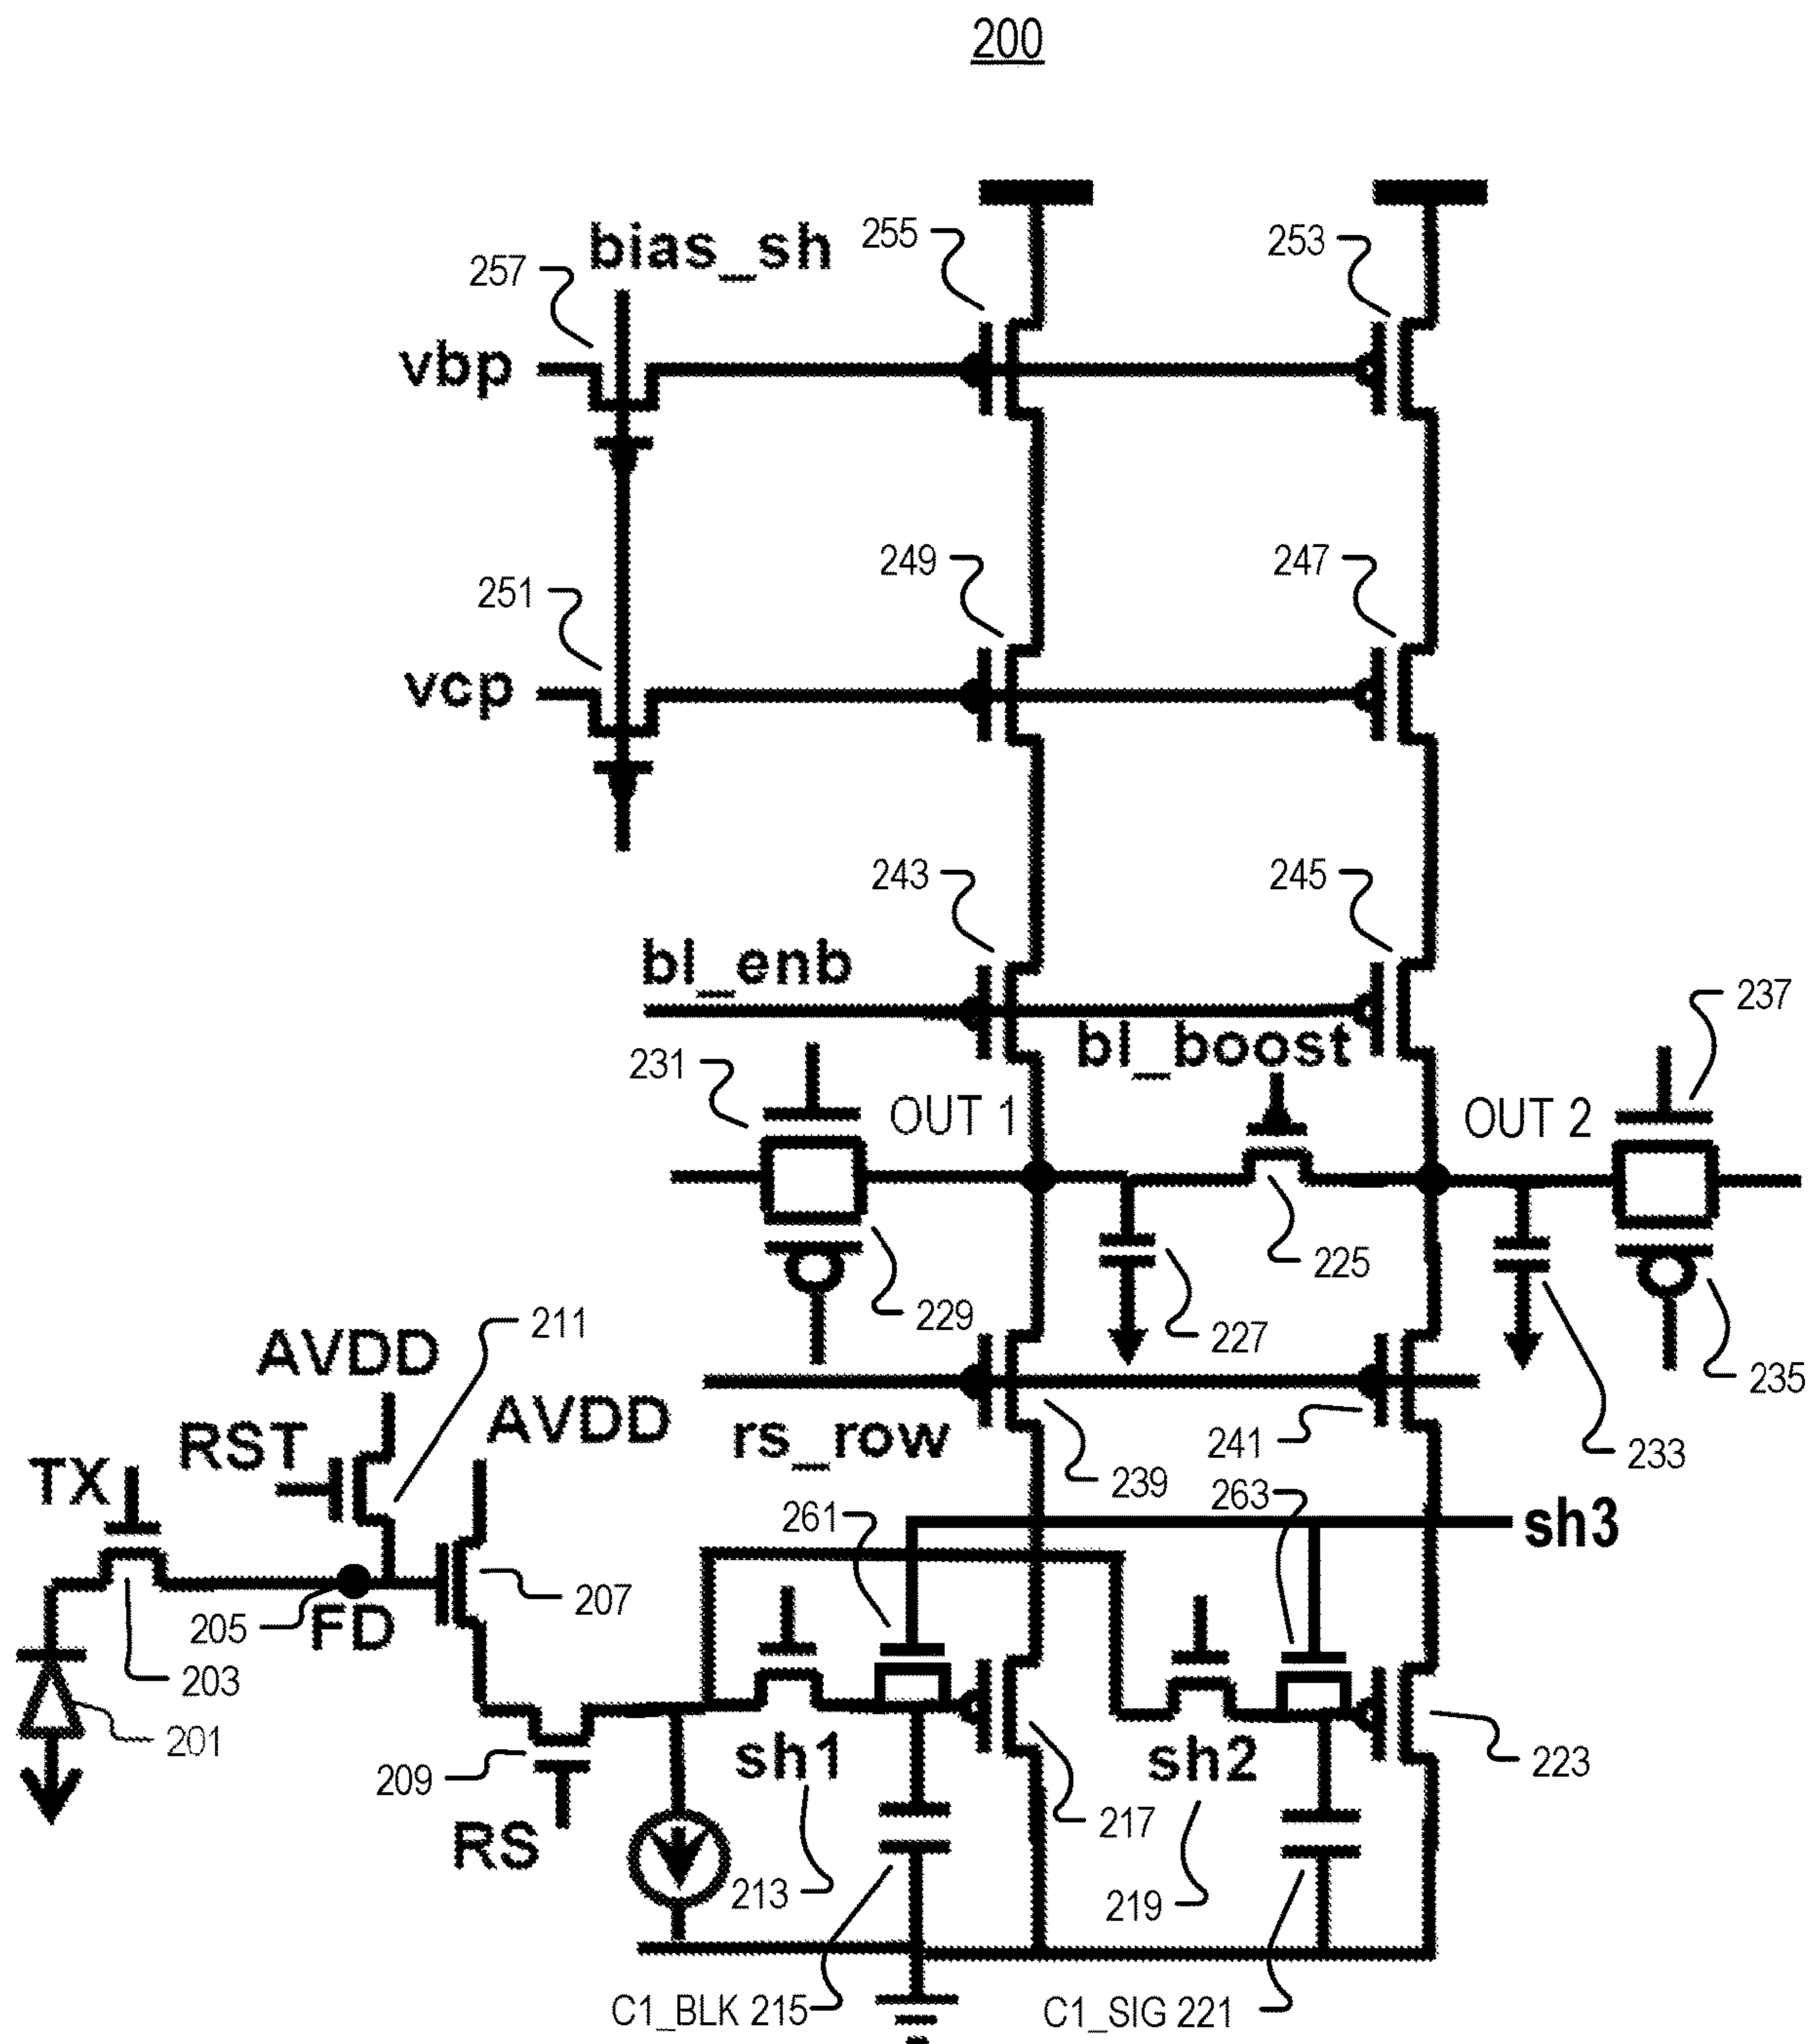 200
255
253
bias_sh
257
vbp
249
247
251
vcp
243
245
bl_enb
237
bl_boost
231
OUT 1
OUT 2
225
229
227
211
AVDD
235
AVDD
RST
rs_row
241
233
TX
239
263
261
sh3
207
205
FD
203
201
sh1
sh2
223
209
217
RS
213
219
C1_BLK 215
C1_SIG 221